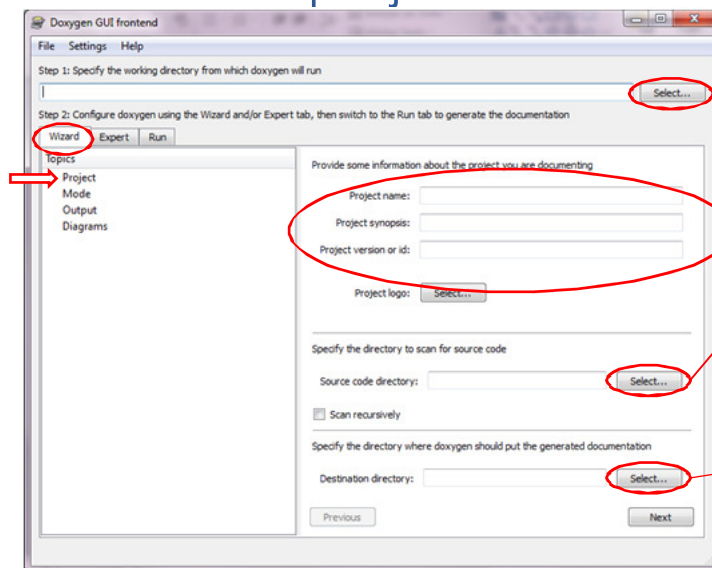 Doxygen GUI frontend
File Settings Help
Step 1: Specify the working directory from which doxygen will run
Select...
Step 2: Configure doxygen using the Wizard and/or Expert tab, then switch to the Run tab to generate the documentation
Wizard Expert Run
Topics
Project
Mode
Output
Diagrams
Provide some information about the project you are documenting
Project name:
Project synopsis:
Project version or id:
Project logo: Select...
Specify the directory to scan for source code
Source code directory: Select...
Scan recursively
Specify the directory where doxygen should put the generated documentation
Destination directory: Select...
Previous Next